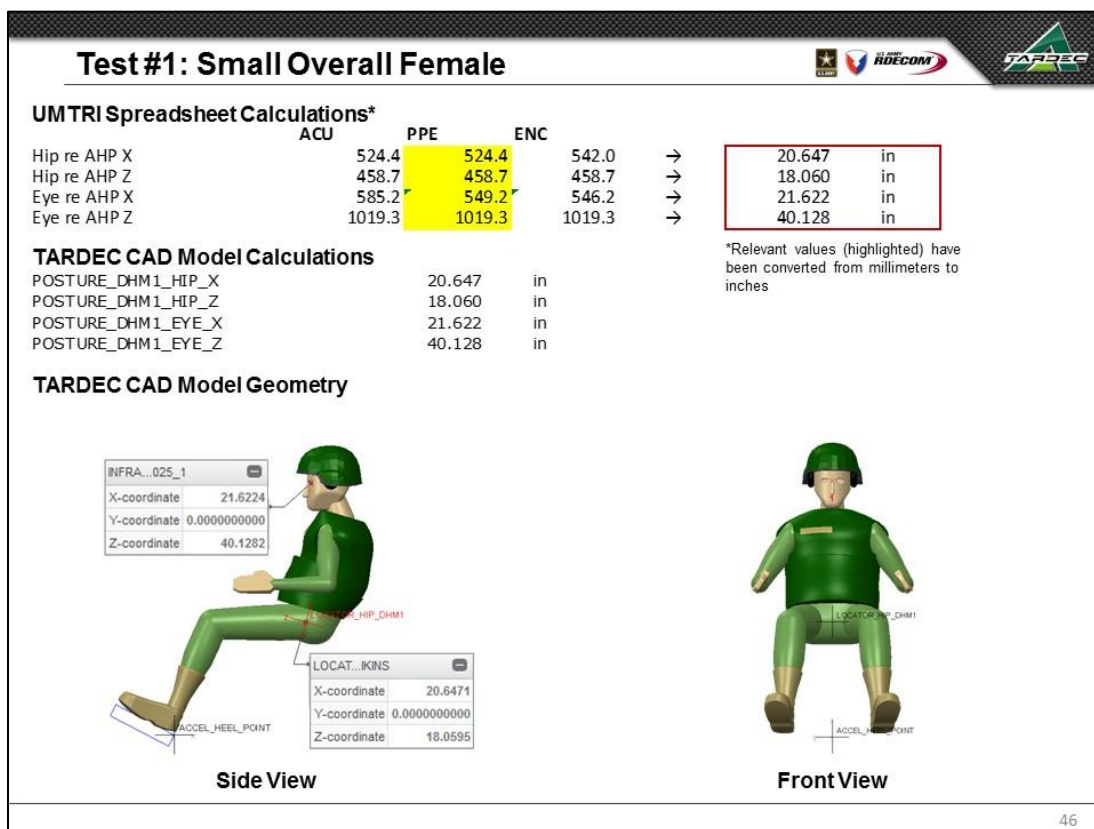 Test #1: Small Overall Female
U.S. ARMY
U.S. ARMY
RDECOM
TARDEC
UMTRI Spreadsheet Calculations*
ACU PPE ENC
Hip re AHP X 524.4 524.4 542.0 → 20.647 in
Hip re AHP Z 458.7 458.7 458.7 → 18.060 in
Eye re AHP X 585.2 549.2 546.2 → 21.622 in
Eye re AHP Z 1019.3 1019.3 1019.3 → 40.128 in
*Relevant values (highlighted) have
been converted from millimeters to
inches
TARDEC CAD Model Calculations
POSTURE_DHM1_HIP_X 20.647 in
POSTURE_DHM1_HIP_Z 18.060 in
POSTURE_DHM1_EYE_X 21.622 in
POSTURE_DHM1_EYE_Z 40.128 in
TARDEC CAD Model Geometry
INFRA...025_1
X-coordinate 21.6224
Y-coordinate 0.0000000000
Z-coordinate 40.1282
LOCATOR_HIP_DHM1
LOCAT...IKINS
X-coordinate 20.6471
Y-coordinate 0.0000000000
Z-coordinate 18.0595
ACCEL_HEEL_POINT
LOCATOR_HIP_DHM1
ACCEL_HEEL_POINT
Side View
Front View
46